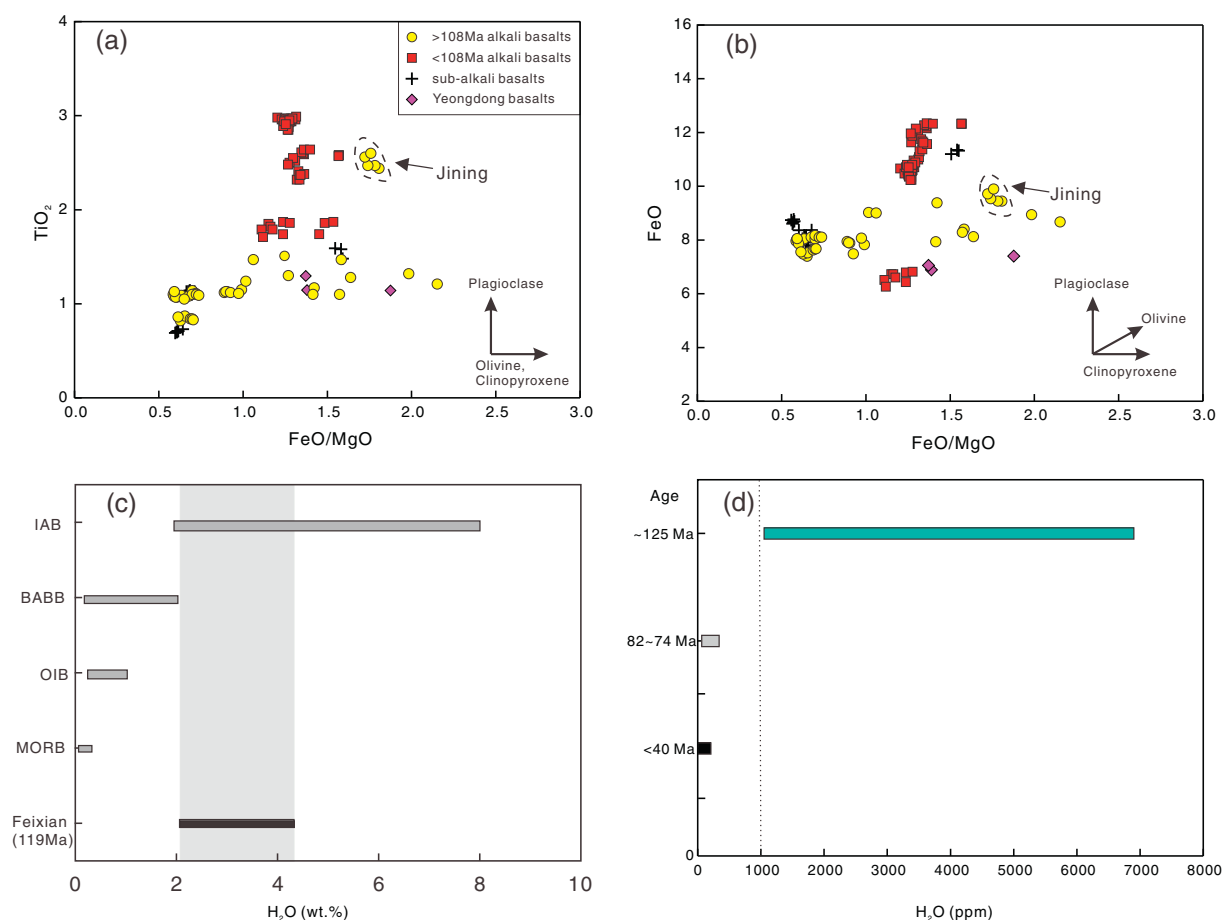 (a)
4
3
2
1
0
TiO2
>108Ma alkali basalts
<108Ma alkali basalts
sub-alkali basalts
Yeongdong basalts
Jining
Plagioclase
Olivine,
Clinopyroxene
0.0 0.5 1.0 1.5 2.0 2.5 3.0
FeO/MgO
(b)
16
14
12
10
8
6
4
2
FeO
Jining
Plagioclase
Olivine
Clinopyroxene
0.0 0.5 1.0 1.5 2.0 2.5 3.0
FeO/MgO
(c)
IAB
BABB
OIB
MORB
Feixian
(119Ma)
0 2 4 6 8 10
H2O (wt.%)
(d)
Age
~125 Ma
82~74 Ma
<40 Ma
0
0 1000 2000 3000 4000 5000 6000 7000 8000
H2O (ppm)